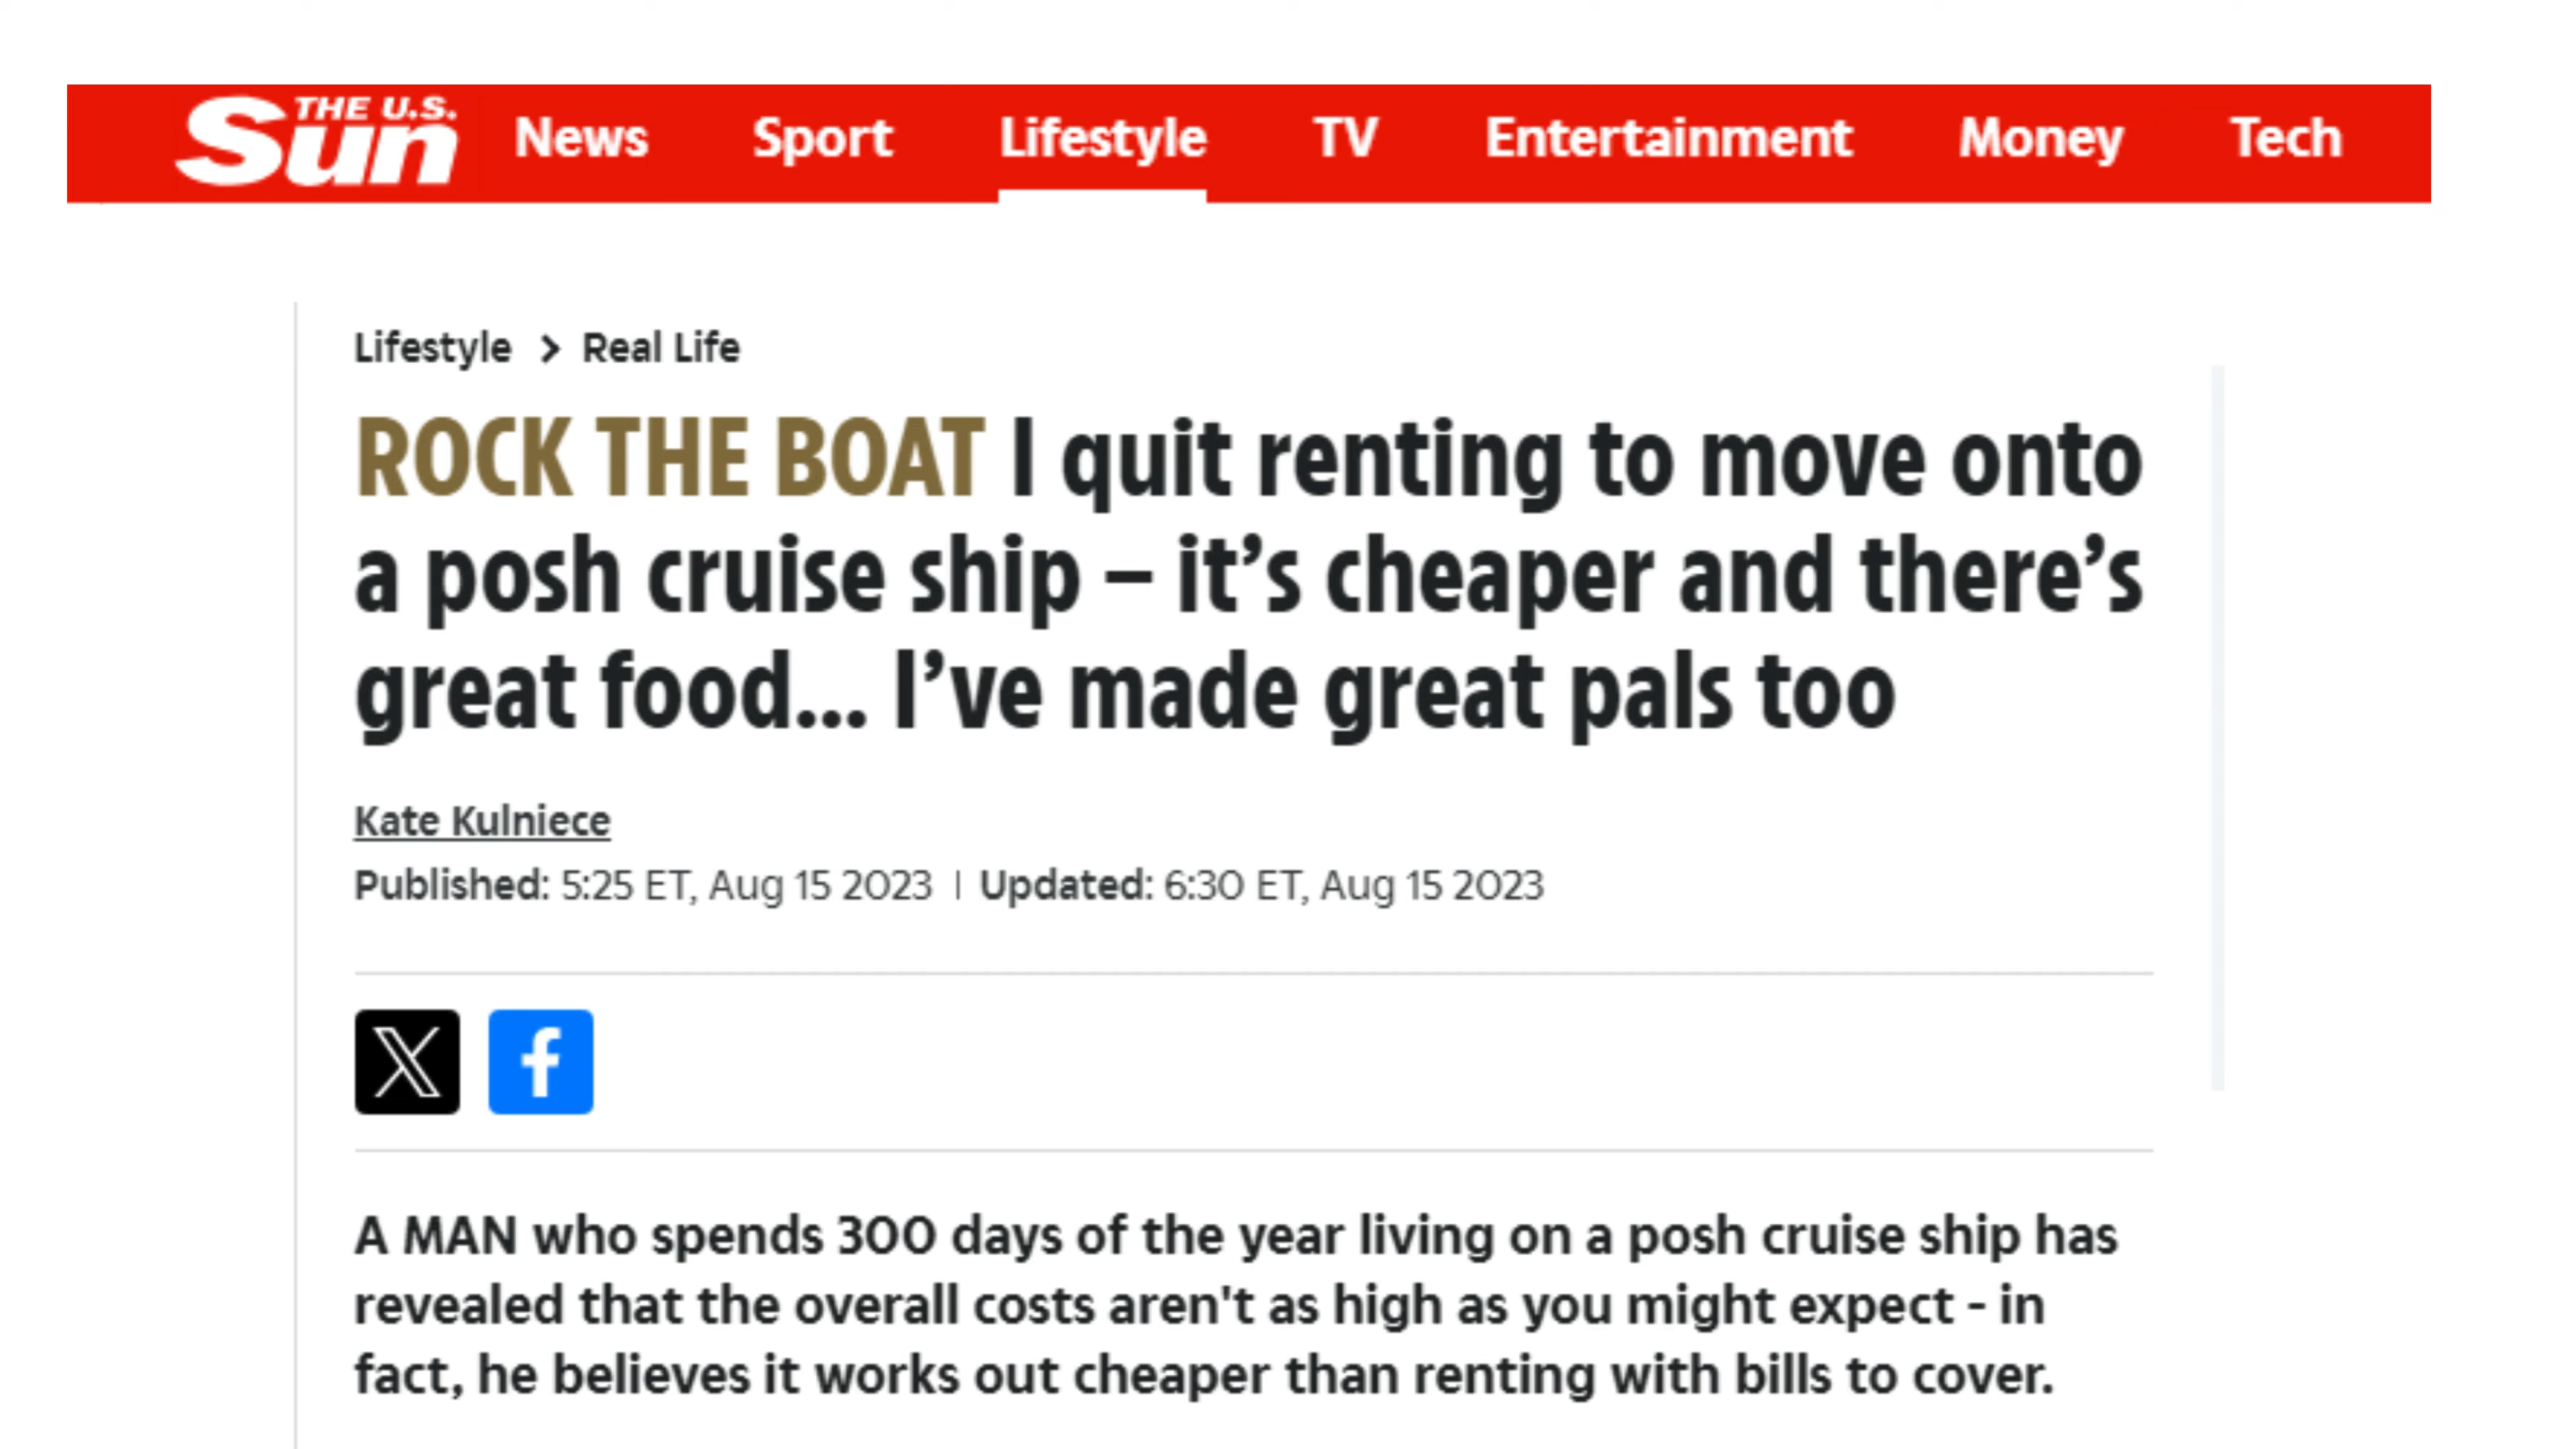 THE U.S.
Sun News Sport Lifestyle TV Entertainment Money Tech
Lifestyle > Real Life
ROCK THE BOAT I quit renting to move onto
a posh cruise ship – it’s cheaper and there’s
great food... I’ve made great pals too
Kate Kulniece
Published: 5:25 ET, Aug 15 2023 | Updated: 6:30 ET, Aug 15 2023
X f
A MAN who spends 300 days of the year living on a posh cruise ship has
revealed that the overall costs aren't as high as you might expect - in
fact, he believes it works out cheaper than renting with bills to cover.